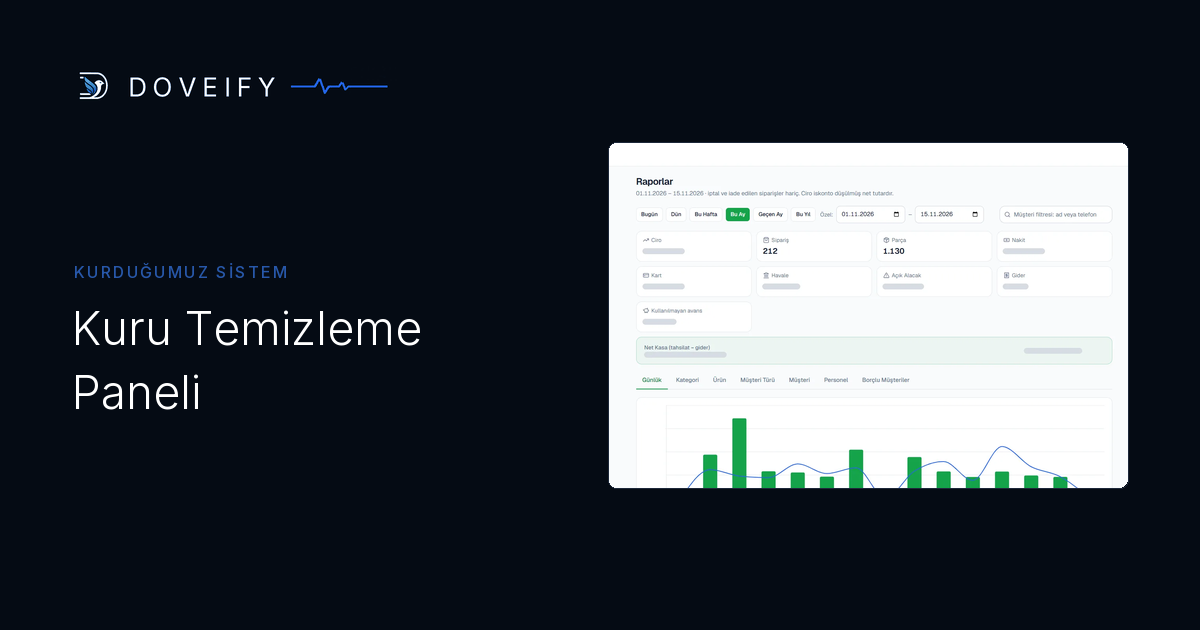 DOVEIFY
KURDUĞUMUZ SİSTEM
Kuru Temizleme
Paneli
Raporlar
01.11.2026 – 15.11.2026 · iptal ve iade edilen siparişler hariç. Ciro iskonto düşülmüş net tutardır.
Bugün Dün Bu Hafta Bu Ay Geçen Ay Bu Yıl Özel: 01.11.2026 – 15.11.2026 Müşteri filtresi: ad veya telefon
Ciro Sipariş Parça Nakit
212 1.130
Kart Havale Açık Alacak Gider
Kullanılmayan avans
Net Kasa (tahsilat − gider)
Günlük Kategori Ürün Müşteri Türü Müşteri Personel Borçlu Müşteriler